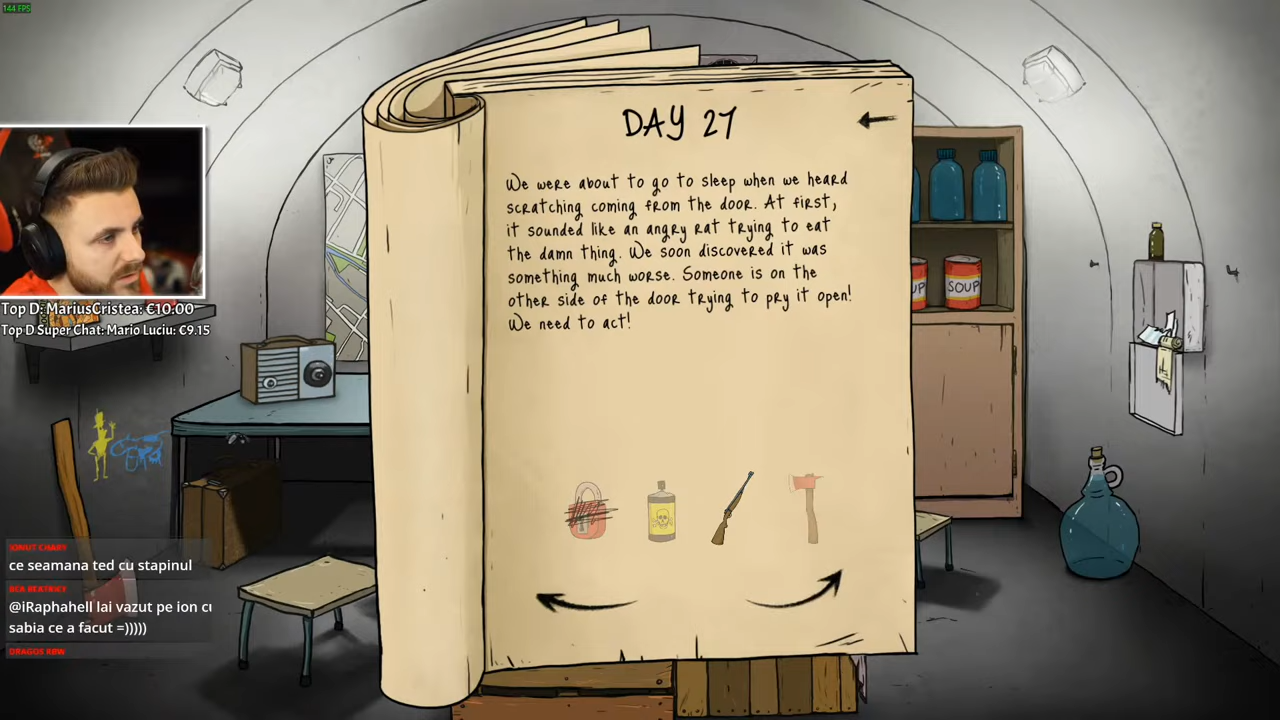 144 FPS
DAY 27
We were about to go to sleep when we heard
scratching coming from the door. At first,
it sounded like an angry rat trying to eat
the damn thing. We soon discovered it was
something much worse. Someone is on the
other side of the door trying to pry it open!
We need to act!
SOUP
UP
Top D: MariusCristea: €10.00
Top D Super Chat: Mario Luciu: €9.15
ce seamana ted cu stapinul
@iRaphahell lai vazut pe ion cu
sabia ce a facut =)))))